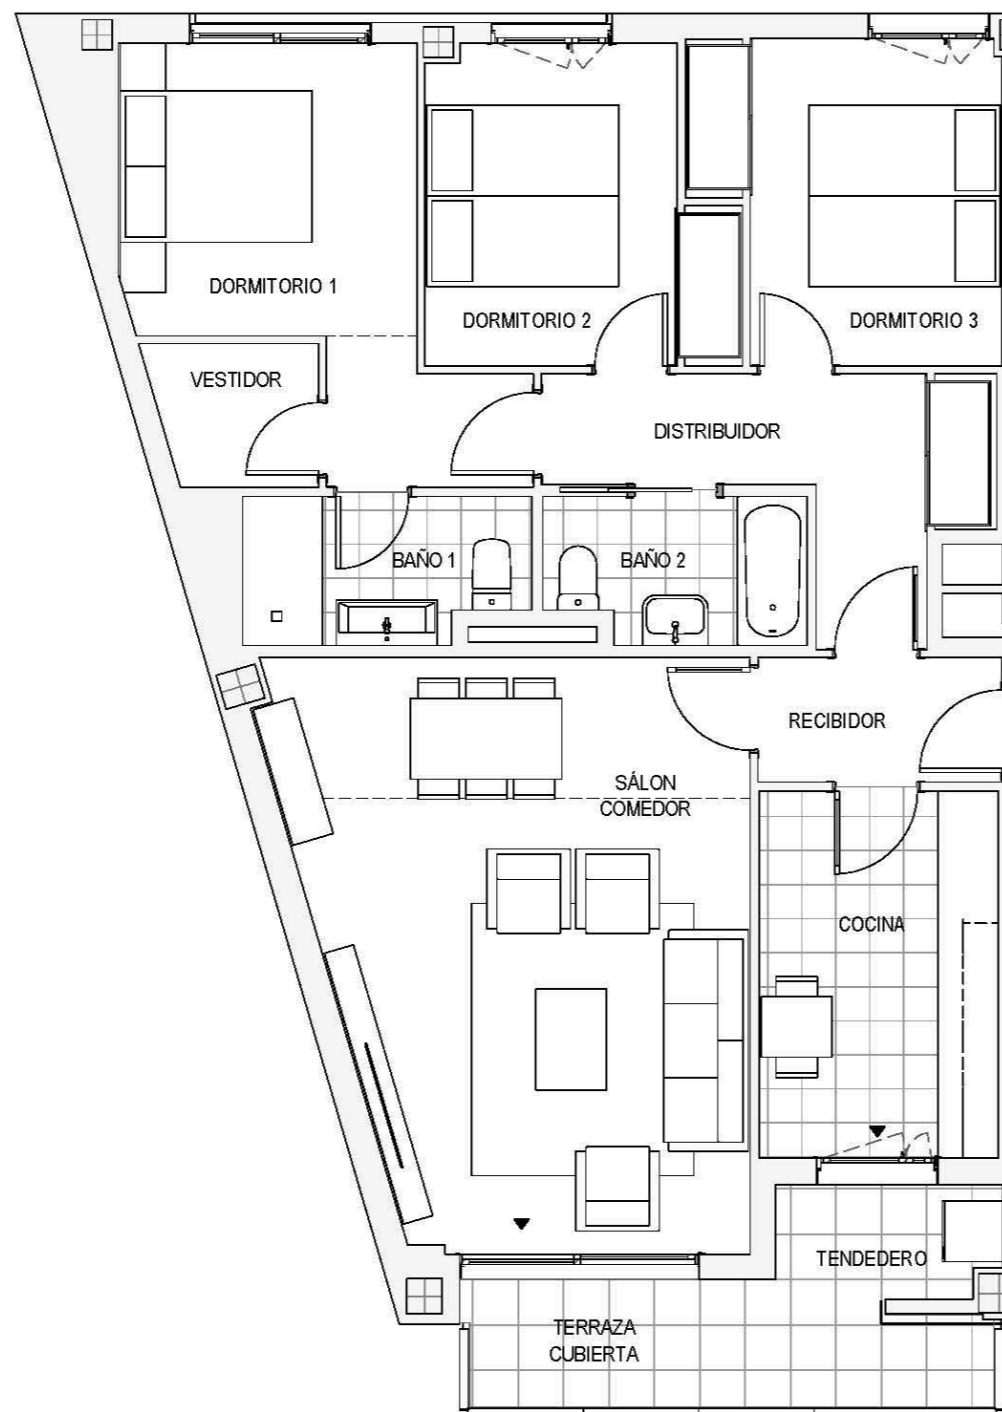 DORMITORIO 1
DORMITORIO 2
DORMITORIO 3
VESTIDOR
DISTRIBUIDOR
BAÑO 1
BAÑO 2
RECIBIDOR
SÁLON
COMEDOR
COCINA
TENDEDERO
TERRAZA
CUBIERTA